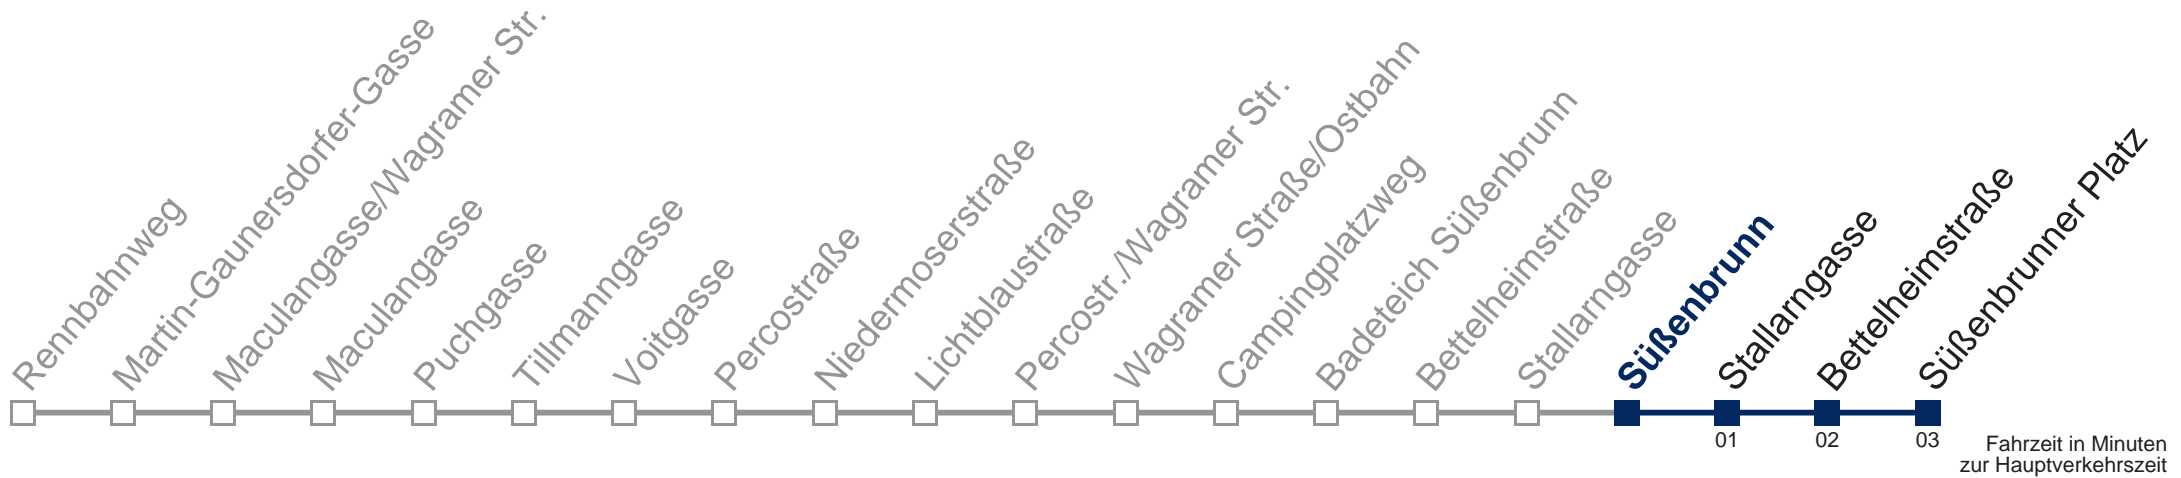 Rennbahnweg
Martin-Gaunersdorfer-Gasse
Maculangasse/Wagramer Str.
Maculangasse
Puchgasse
Tillmanngasse
Voitgasse
Percostraße
Niedermoserstraße
Lichtblaustraße
Percostr./Wagramer Str.
Wagramer Straße/Ostbahn
Campingplatzweg
Badeteich Süßenbrunn
Bettelheimstraße
Stallarngasse
Süßenbrunn
Stallarngasse
Bettelheimstraße
Süßenbrunner Platz
01
02
03
Fahrzeit in Minuten
zur Hauptverkehrszeit